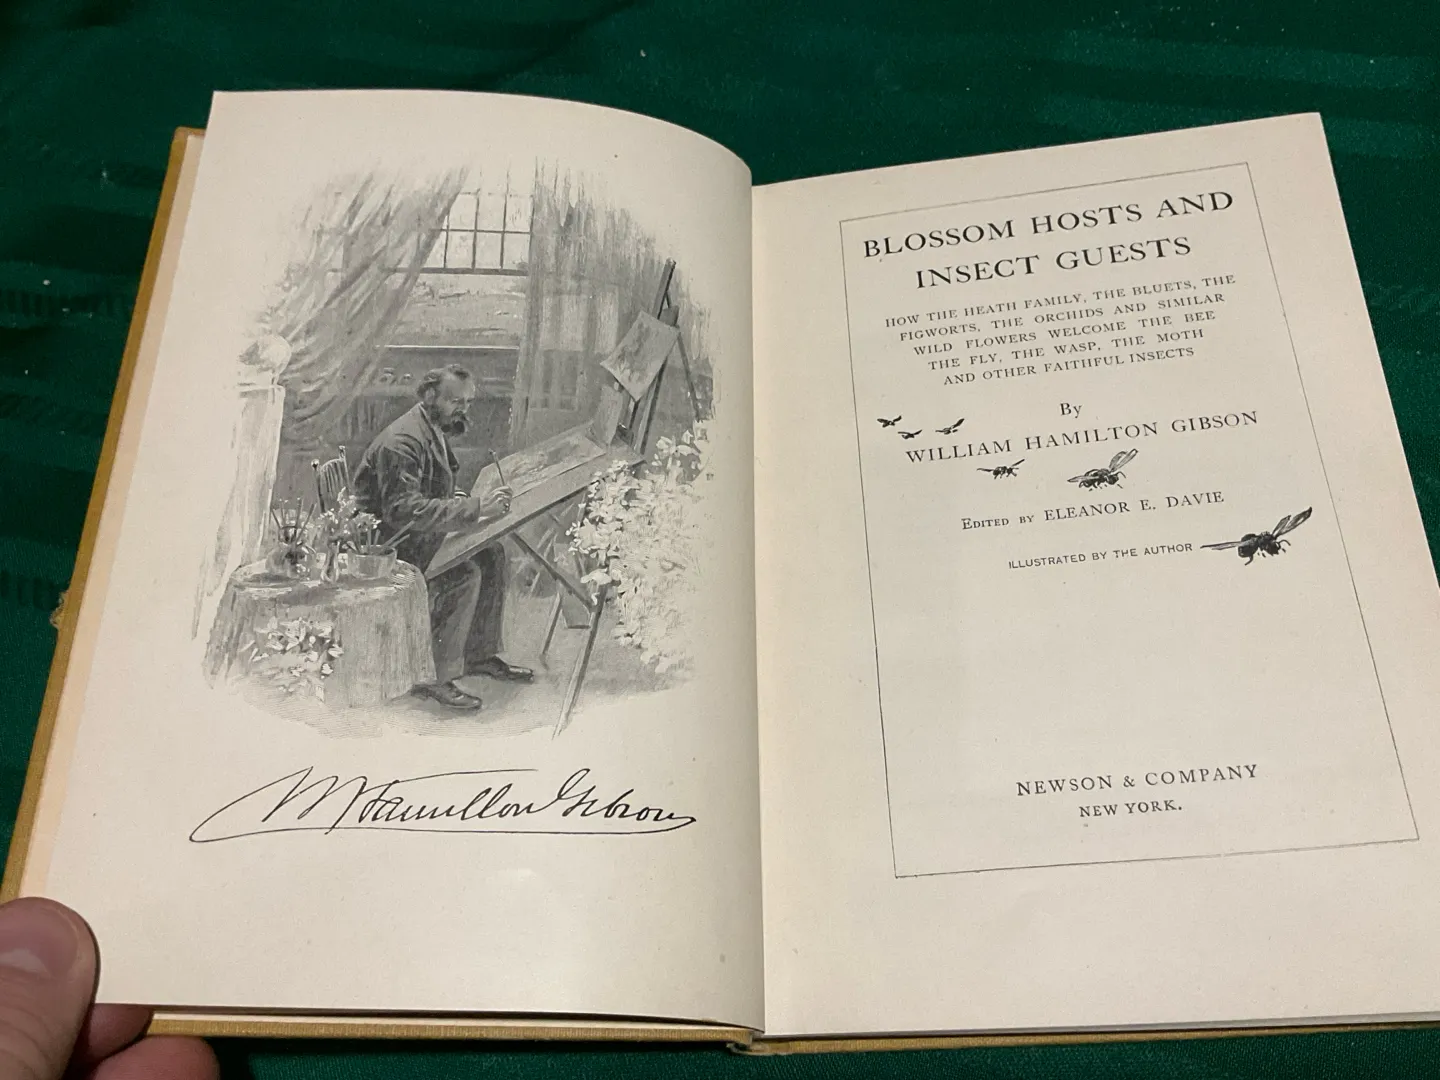 W. Hamilton Gibson
BLOSSOM HOSTS AND
INSECT GUESTS
HOW THE HEATH FAMILY, THE BLUETS, THE
FIGWORTS, THE ORCHIDS AND SIMILAR
WILD FLOWERS WELCOME THE BEE
THE FLY, THE WASP, THE MOTH
AND OTHER FAITHFUL INSECTS
By
WILLIAM HAMILTON GIBSON
EDITED BY ELEANOR E. DAVIE
ILLUSTRATED BY THE AUTHOR
NEWSON & COMPANY
NEW YORK.